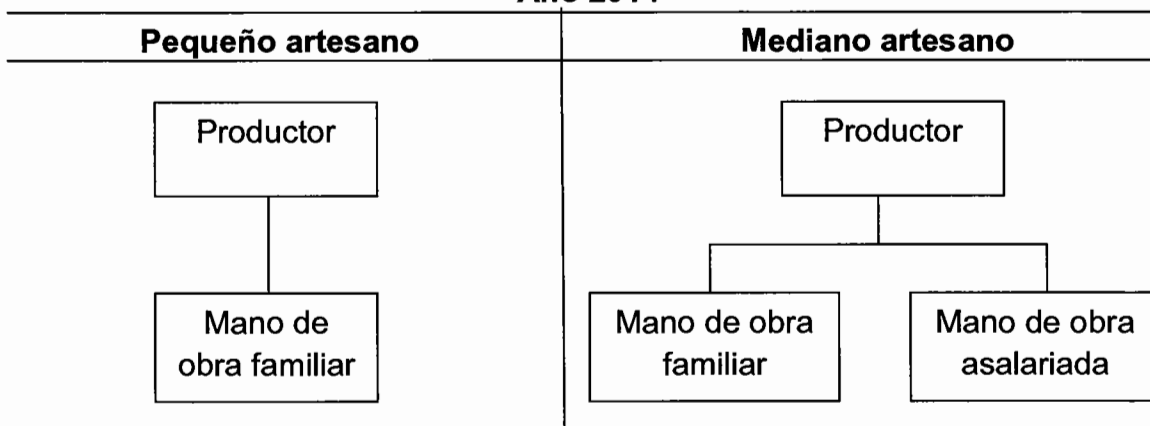 Pequeño artesano
Mediano artesano
Productor
Mano de
obra familiar
Productor
Mano de obra
familiar
Mano de obra
asalariada